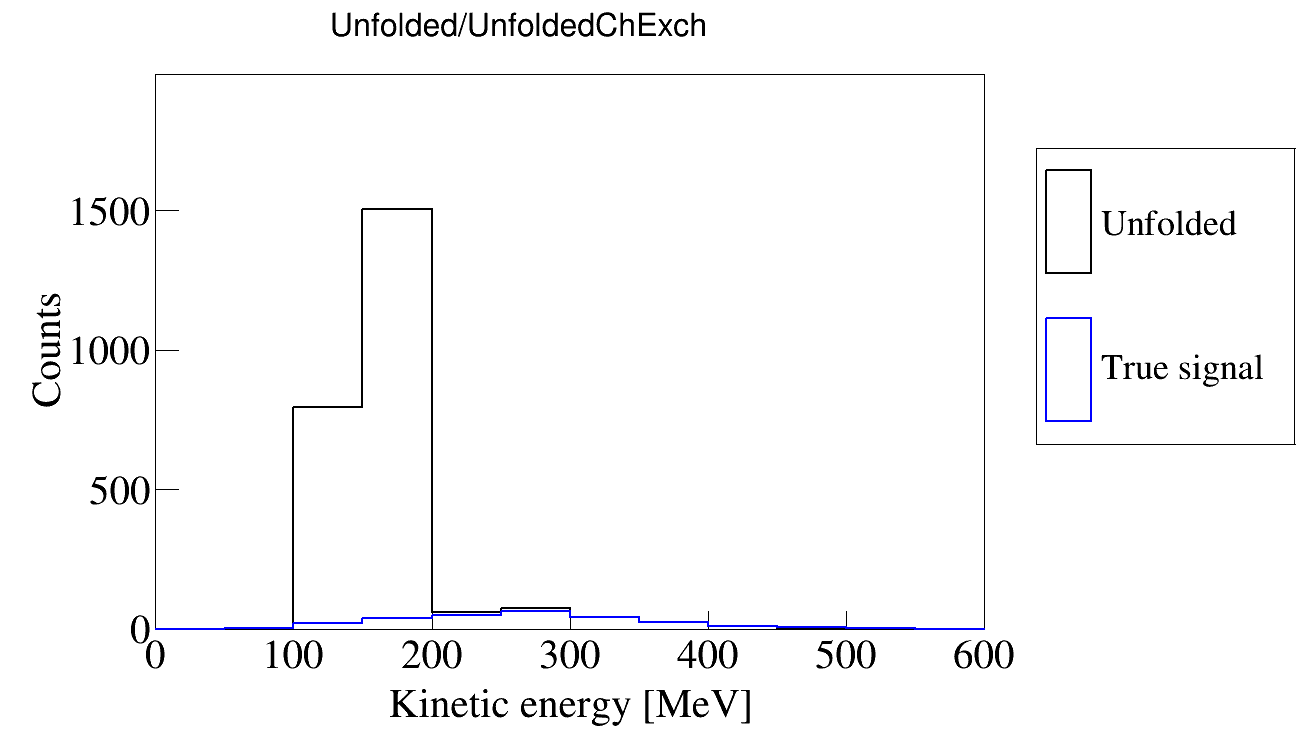 Unfolded/UnfoldedChExch
1500
1000
500
0
Counts
0 100 200 300 400 500 600
Kinetic energy [MeV]
Unfolded
True signal